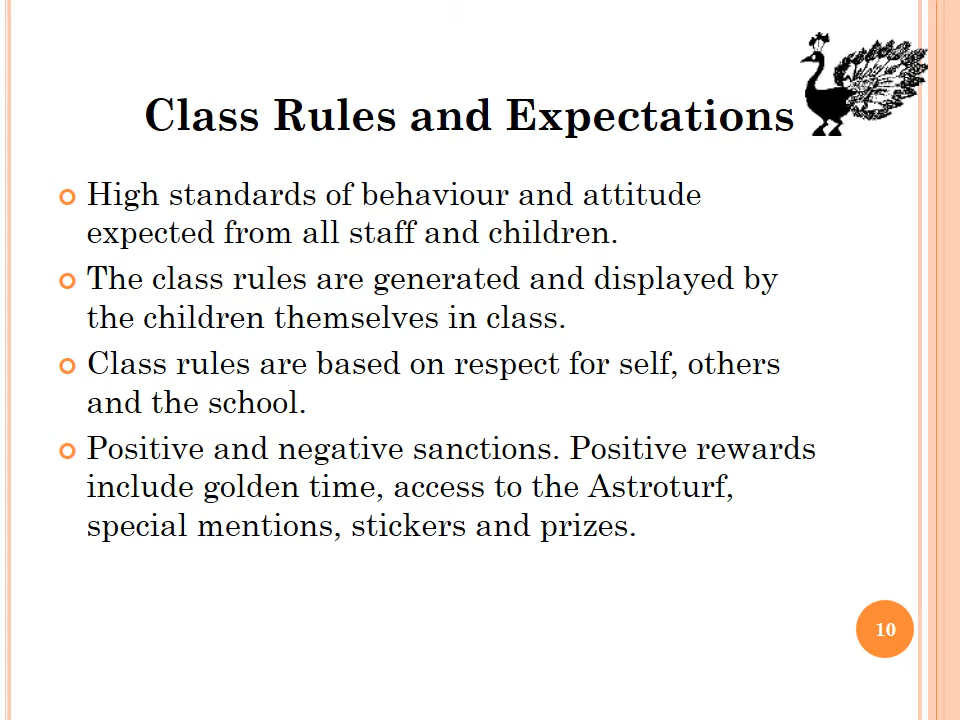 Class Rules and Expectations
High standards of behaviour and attitude
expected from all staff and children.
The class rules are generated and displayed by
the children themselves in class.
Class rules are based on respect for self, others
and the school.
Positive and negative sanctions. Positive rewards
include golden time, access to the Astroturf,
special mentions, stickers and prizes.
10